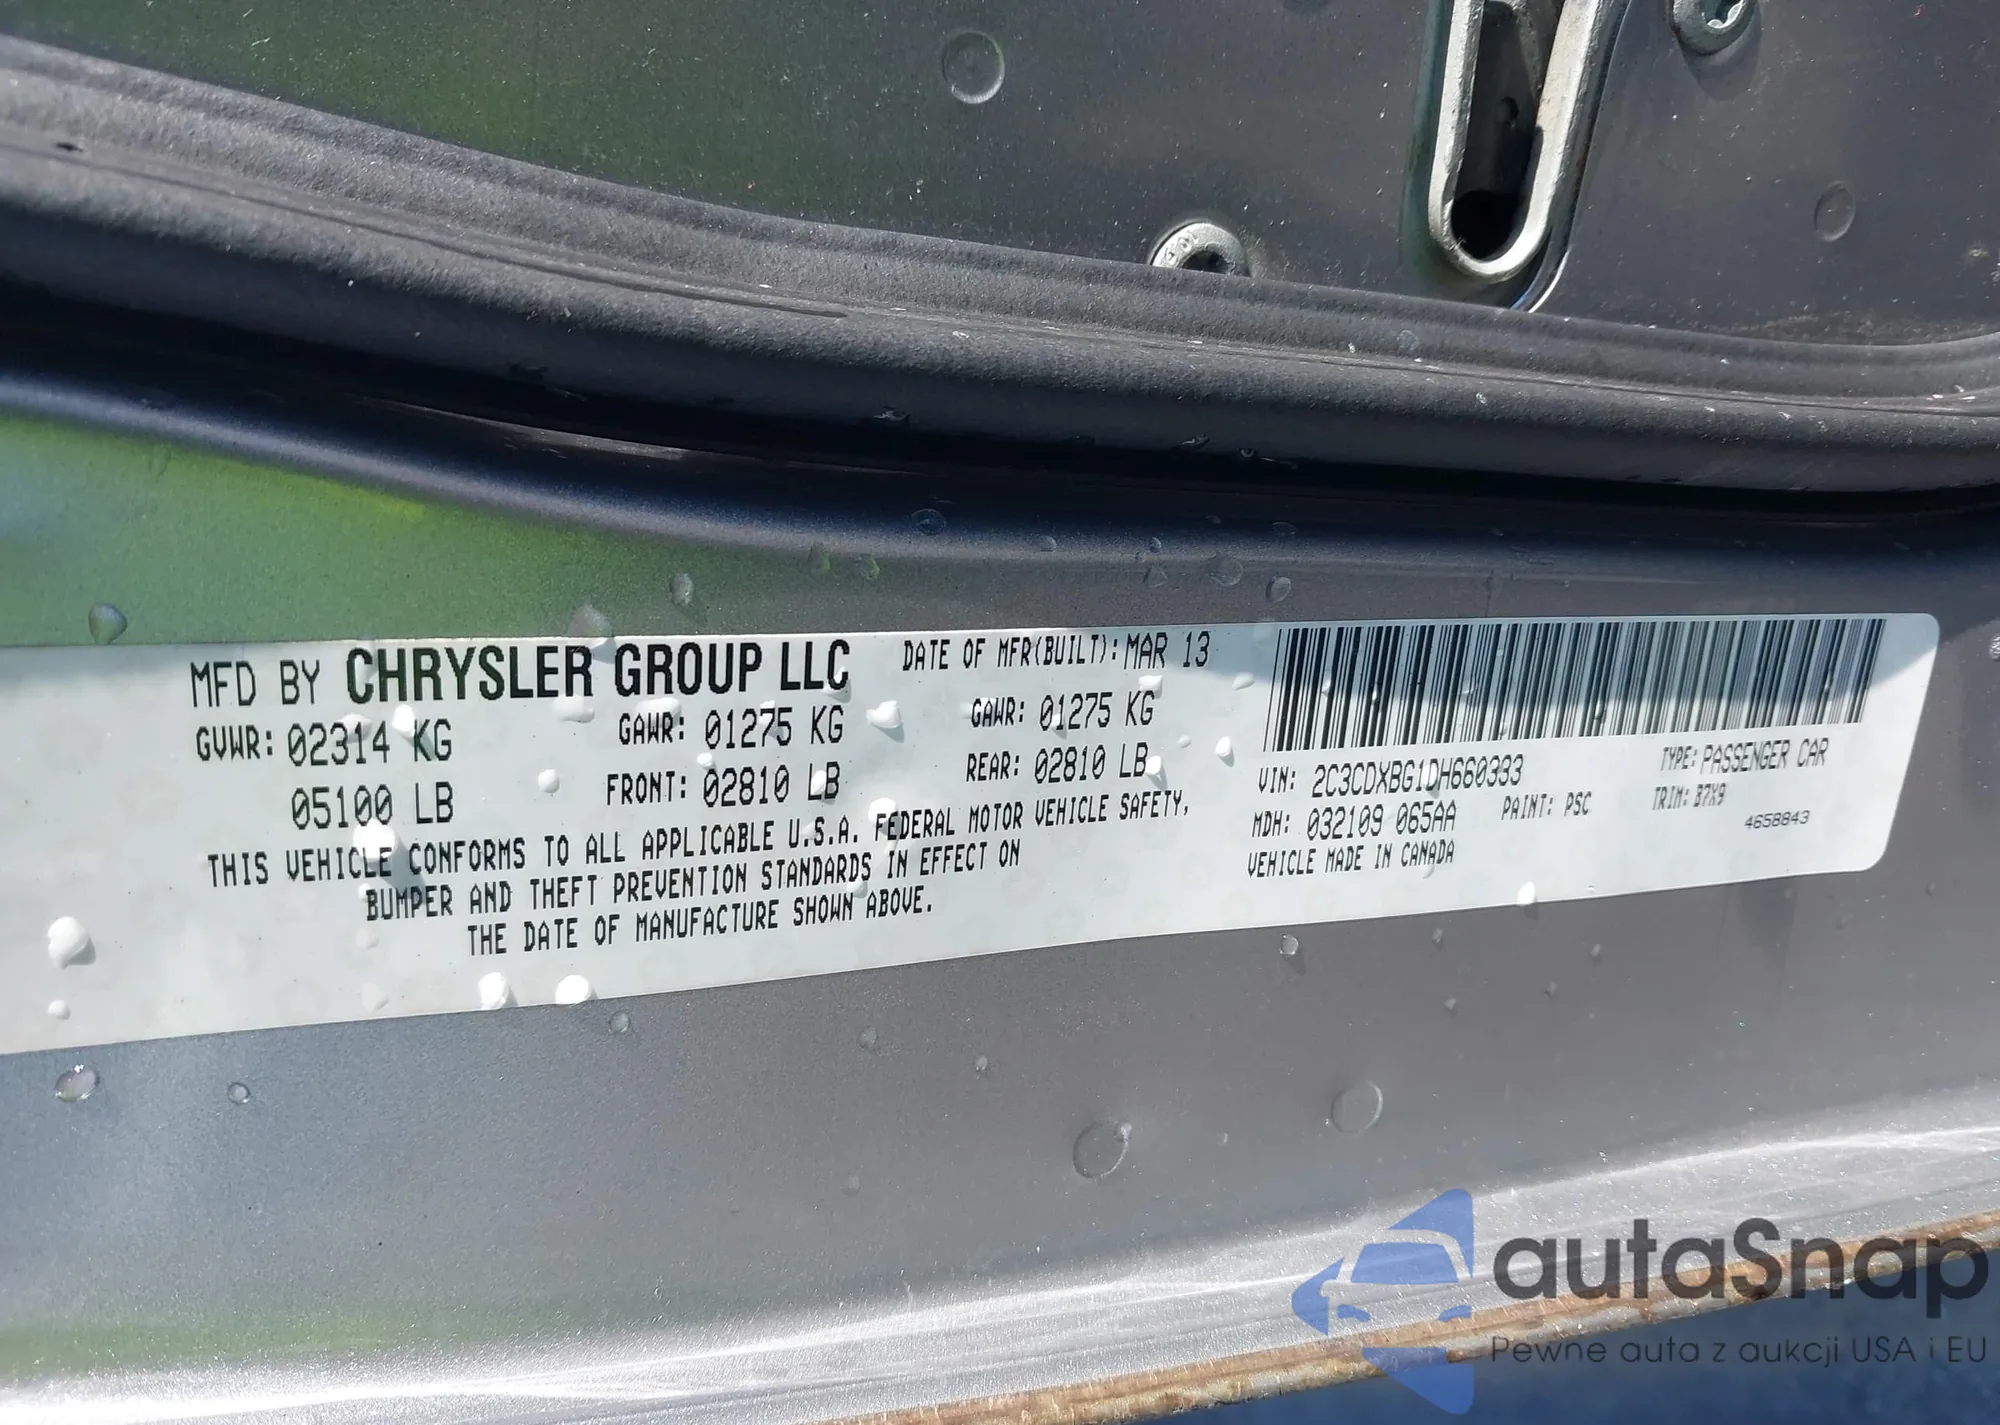 MFD BY CHRYSLER GROUP LLC
DATE OF MFR(BUILT): MAR 13
GVWR: 02314 KG
05100 LB
GAWR: 01275 KG
FRONT: 02810 LB
GAWR: 01275 KG
REAR: 02810 LB
THIS VEHICLE CONFORMS TO ALL APPLICABLE U.S.A. FEDERAL MOTOR VEHICLE SAFETY,
BUMPER AND THEFT PREVENTION STANDARDS IN EFFECT ON
THE DATE OF MANUFACTURE SHOWN ABOVE.
VIN: 2C3CDXBG1DH660393
TYPE: PASSENGER CAR
MDH: 032109 065AA
PAINT: PSC
TRIM: B7X9
VEHICLE MADE IN CANADA
4658843
autaSnap
Pewne auta z aukcji USA i EU